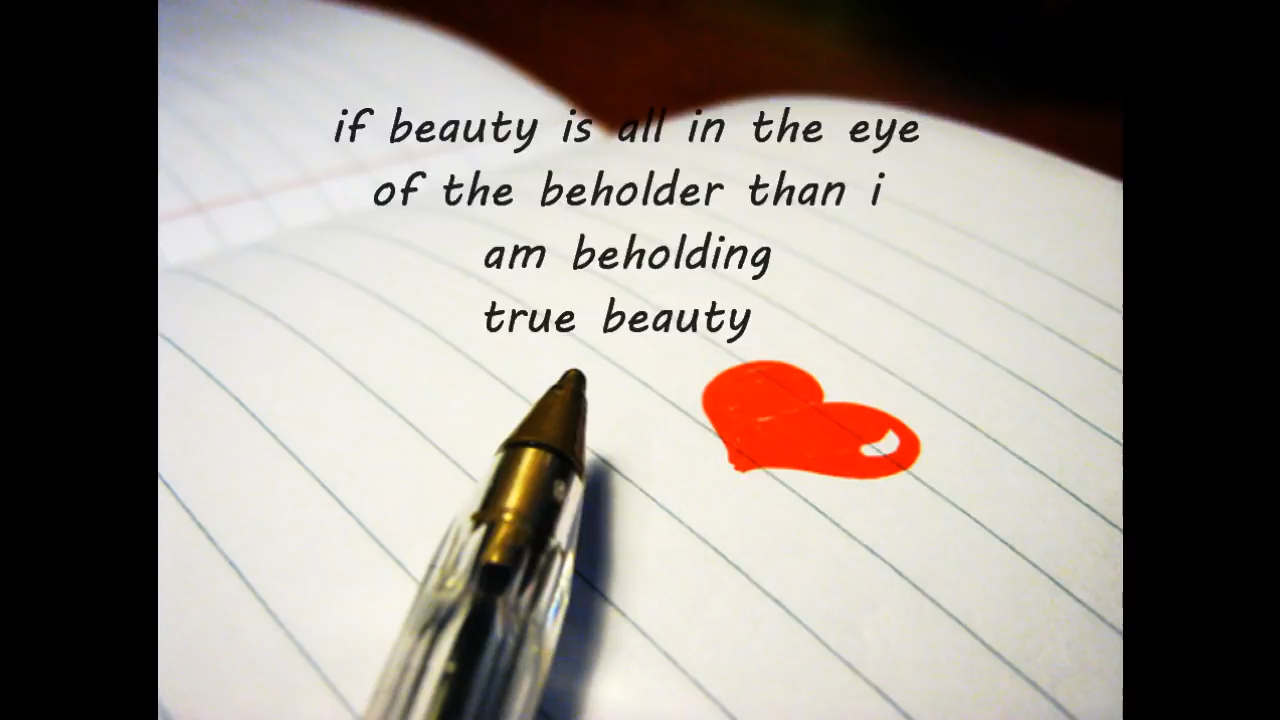 if beauty is all in the eye
of the beholder than i
am beholding
true beauty